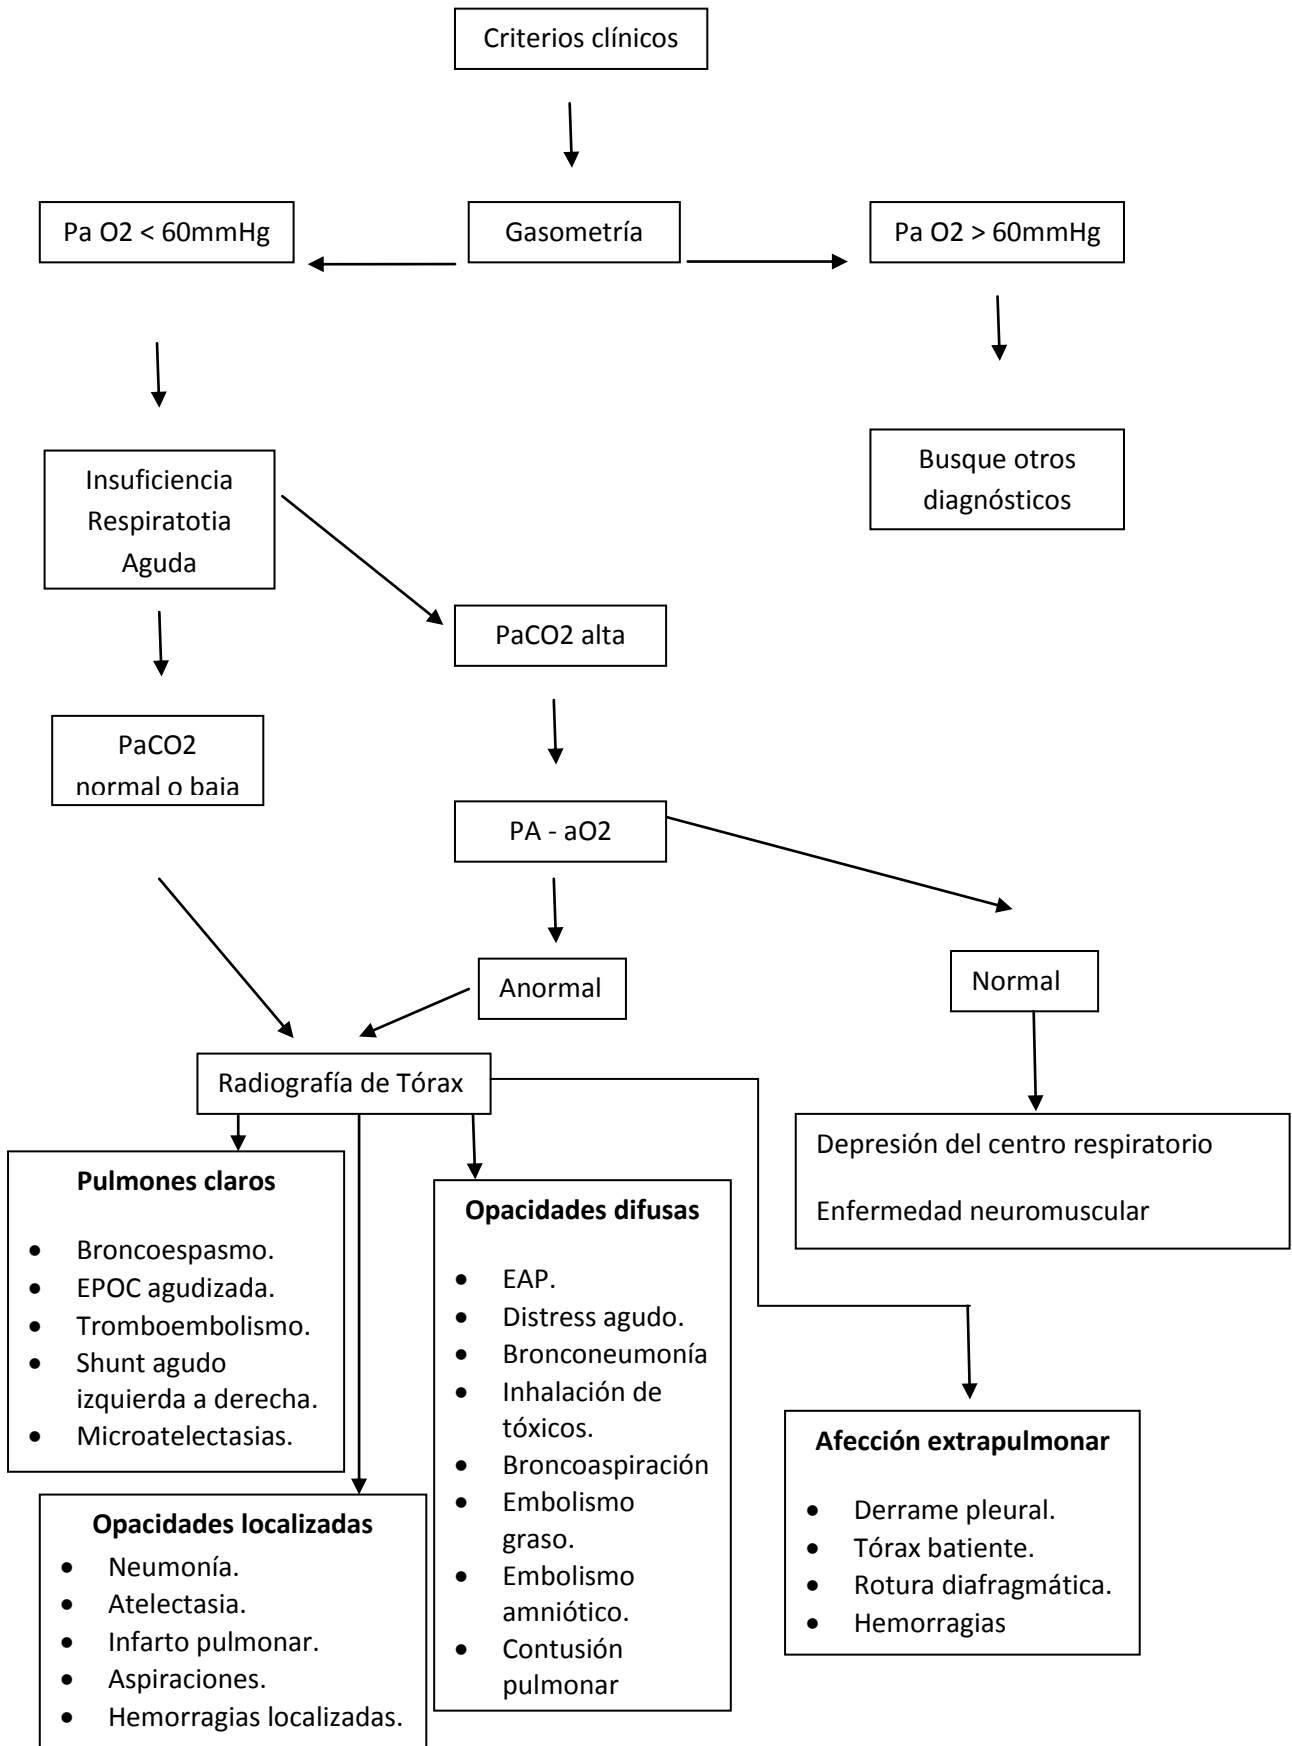 Criterios clínicos
Pa O2 < 60mmHg
Gasometría
Pa O2 > 60mmHg
Insuficiencia
Respiratotia
Aguda
Busque otros
diagnósticos
PaCO2 alta
PaCO2
normal o baja
PA - aO2
Anormal
Normal
Radiografía de Tórax
Depresión del centro respiratorio
Enfermedad neuromuscular
Pulmones claros
• Broncoespasmo.
• EPOC agudizada.
• Tromboembolismo.
• Shunt agudo
izquierda a derecha.
• Microatelectasias.
Opacidades difusas
• EAP.
• Distress agudo.
• Bronconeumonía
• Inhalación de
tóxicos.
• Broncoaspiración
• Embolismo
graso.
• Embolismo
amniótico.
• Contusión
pulmonar
Afección extrapulmonar
• Derrame pleural.
• Tórax batiente.
• Rotura diafragmática.
• Hemorragias
Opacidades localizadas
• Neumonía.
• Atelectasia.
• Infarto pulmonar.
• Aspiraciones.
• Hemorragias localizadas.